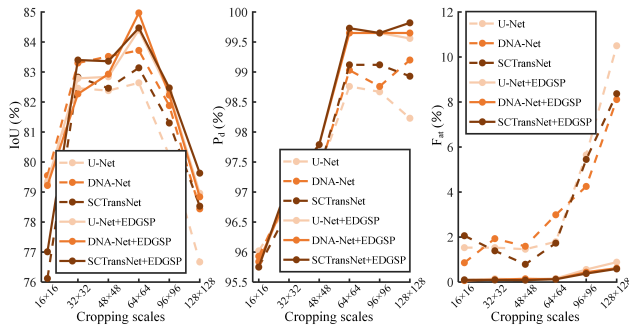 85
84
83
82
81
80
79
78
77
76
IoU (%)
U-Net
DNA-Net
SCTransNet
U-Net+EDGSP
DNA-Net+EDGSP
SCTransNet+EDGSP
16×16
32×32
48×48
64×64
96×96
128×128
Cropping scales
100
99.5
99
98.5
98
97.5
97
96.5
96
95.5
Pd (%)
U-Net
DNA-Net
SCTransNet
U-Net+EDGSP
DNA-Net+EDGSP
SCTransNet+EDGSP
16×16
32×32
48×48
64×64
96×96
128×128
Cropping scales
12
10
8
6
4
2
0
Fat (%)
U-Net
DNA-Net
SCTransNet
U-Net+EDGSP
DNA-Net+EDGSP
SCTransNet+EDGSP
16×16
32×32
48×48
64×64
96×96
128×128
Cropping scales